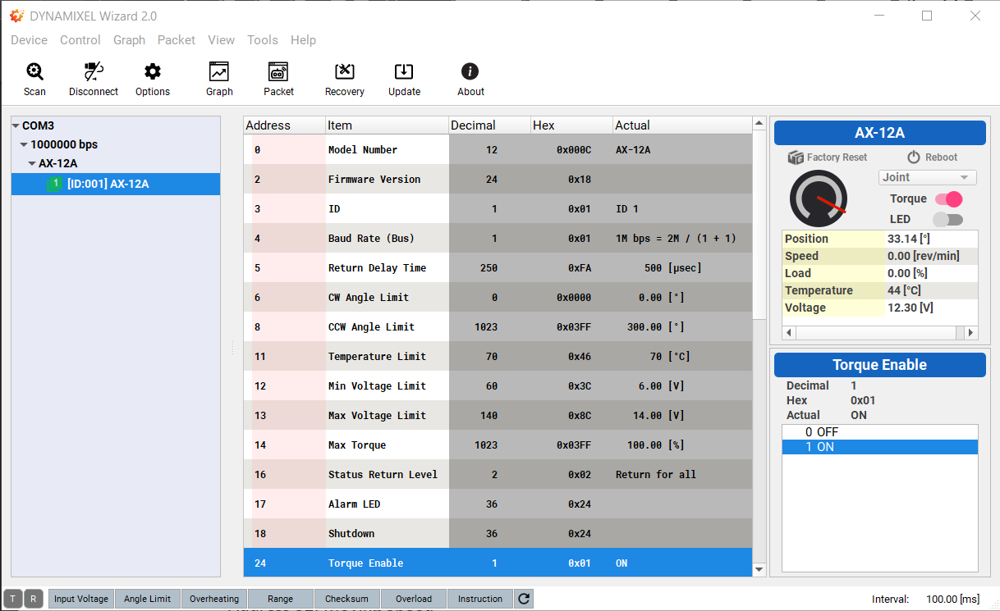 DYNAMIXEL Wizard 2.0
Device Control Graph Packet View Tools Help
Scan Disconnect Options Graph Packet Recovery Update About
COM3
1000000 bps
AX-12A
1 [ID:001] AX-12A
Address Item Decimal Hex Actual
0 Model Number 12 0x000C AX-12A
2 Firmware Version 24 0x18
3 ID 1 0x01 ID 1
4 Baud Rate (Bus) 1 0x01 1M bps = 2M / (1 + 1)
5 Return Delay Time 250 0xFA 500 [μsec]
6 CW Angle Limit 0 0x0000 0.00 [°]
8 CCW Angle Limit 1023 0x03FF 300.00 [°]
11 Temperature Limit 70 0x46 70 [°C]
12 Min Voltage Limit 60 0x3C 6.00 [V]
13 Max Voltage Limit 140 0x8C 14.00 [V]
14 Max Torque 1023 0x03FF 100.00 [%]
16 Status Return Level 2 0x02 Return for all
17 Alarm LED 36 0x24
18 Shutdown 36 0x24
24 Torque Enable 1 0x01 ON
AX-12A
Factory Reset Reboot
Joint
Torque
LED
Position 33.14 [°]
Speed 0.00 [rev/min]
Load 0.00 [%]
Temperature 44 [°C]
Voltage 12.30 [V]
Torque Enable
Decimal 1
Hex 0x01
Actual ON
0 OFF
1 ON
T R Input Voltage Angle Limit Overheating Range Checksum Overload Instruction Interval: 100.00 [ms]